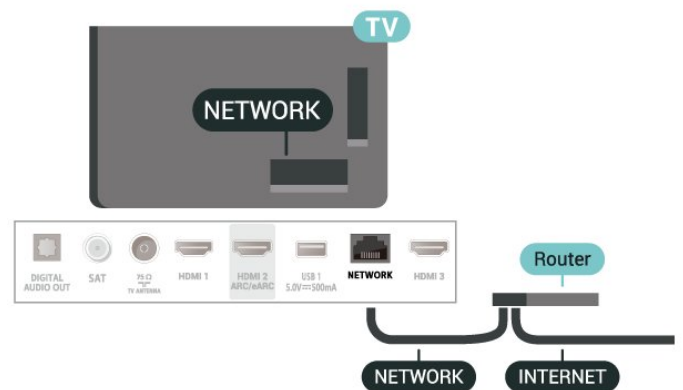 TV
NETWORK
DIGITAL
AUDIO OUT
SAT
75 Ω
TV ANTENNA
HDMI 1
HDMI 2
ARC/eARC
USB 1
5.0V⎓500mA
NETWORK
HDMI 3
Router
NETWORK
INTERNET